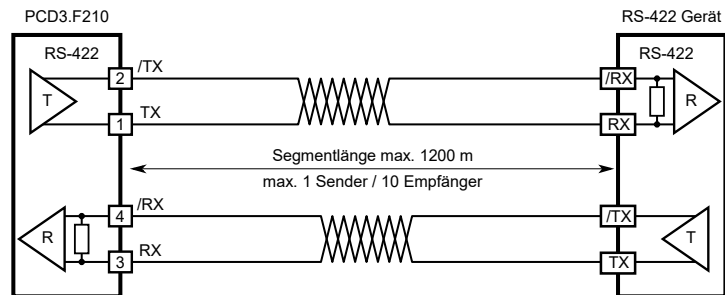 PCD3.F210 RS-422 Gerät
RS-422 RS-422
2 /TX /RX
T R
1 TX RX
Segmentlänge max. 1200 m
max. 1 Sender / 10 Empfänger
4 /RX /TX
R T
3 RX TX